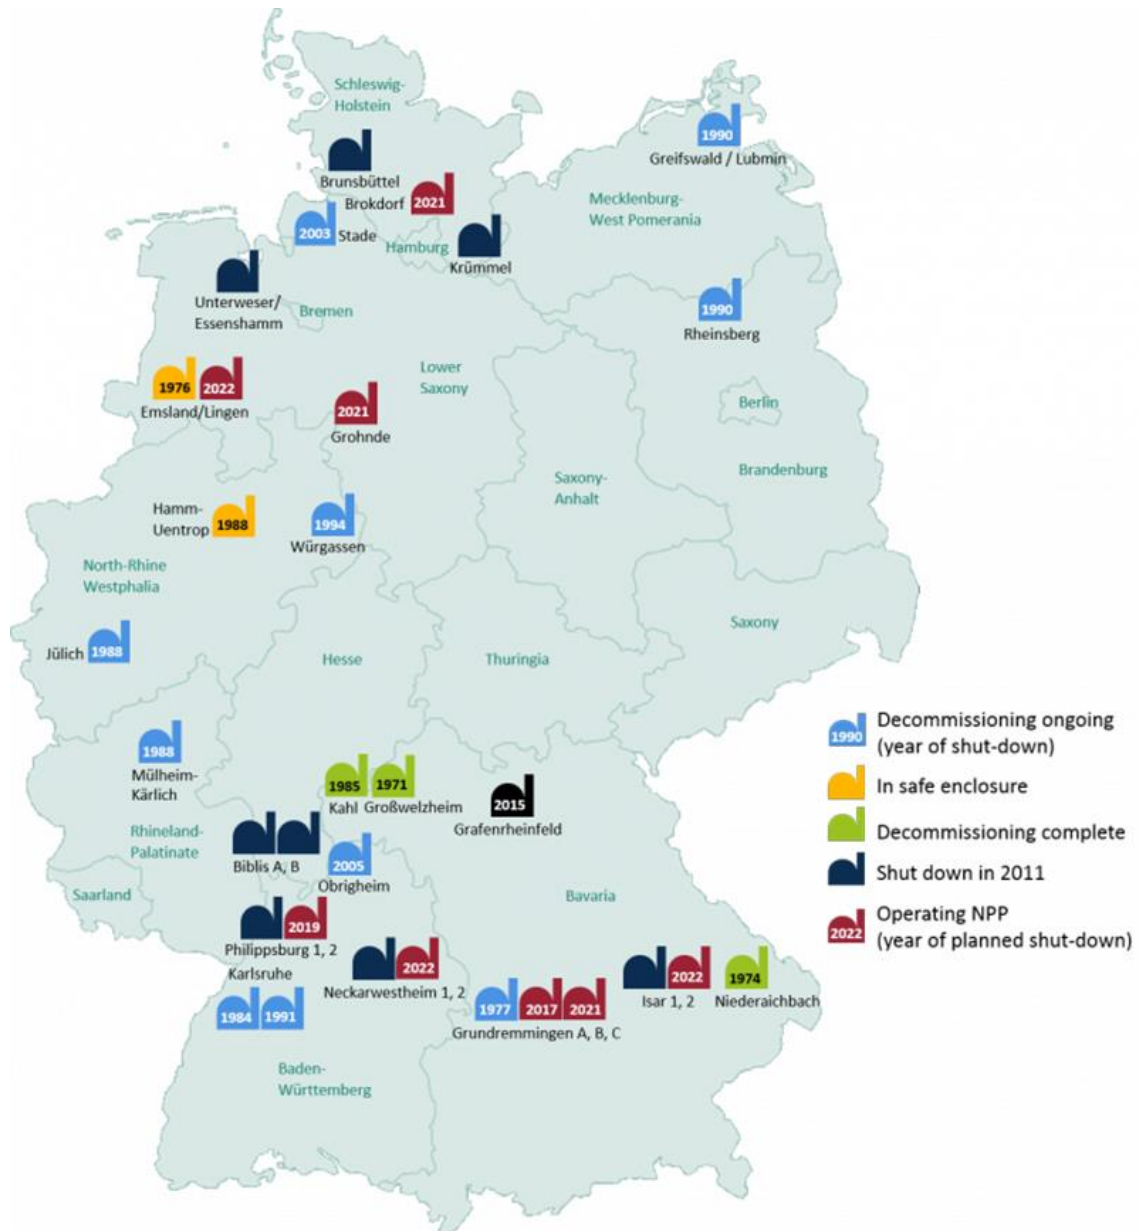 Schleswig-
Holstein
1990
Greifswald / Lubmin
Brunsbüttel
Brokdorf
2021
Mecklenburg-
West Pomerania
2003
Stade
Hamburg
Krümmel
Unterweser/
Essenshamm
Bremen
1990
Rheinsberg
1976
2022
Emsland/Lingen
Lower
Saxony
2021
Grohnde
Berlin
Brandenburg
Saxony-
Anhalt
Hamm-
Uentrop
1988
1994
Würgassen
North-Rhine
Westphalia
Jülich
1988
Hesse
Thuringia
Saxony
1988
Mülheim-
Kärlich
1985
1971
Kahl
Großwelzheim
2015
Grafenrheinfeld
Rhineland-
Palatinate
Biblis A, B
2005
Obrigheim
Saarland
Bavaria
2019
Philippsburg 1, 2
Karlsruhe
1984
1991
2022
Neckarwestheim 1, 2
1977
2017
2021
Grundremmingen A, B, C
2022
Isar 1, 2
1974
Niederaichbach
Baden-
Württemberg
1990
Decommissioning ongoing
(year of shut-down)
In safe enclosure
Decommissioning complete
Shut down in 2011
2022
Operating NPP
(year of planned shut-down)